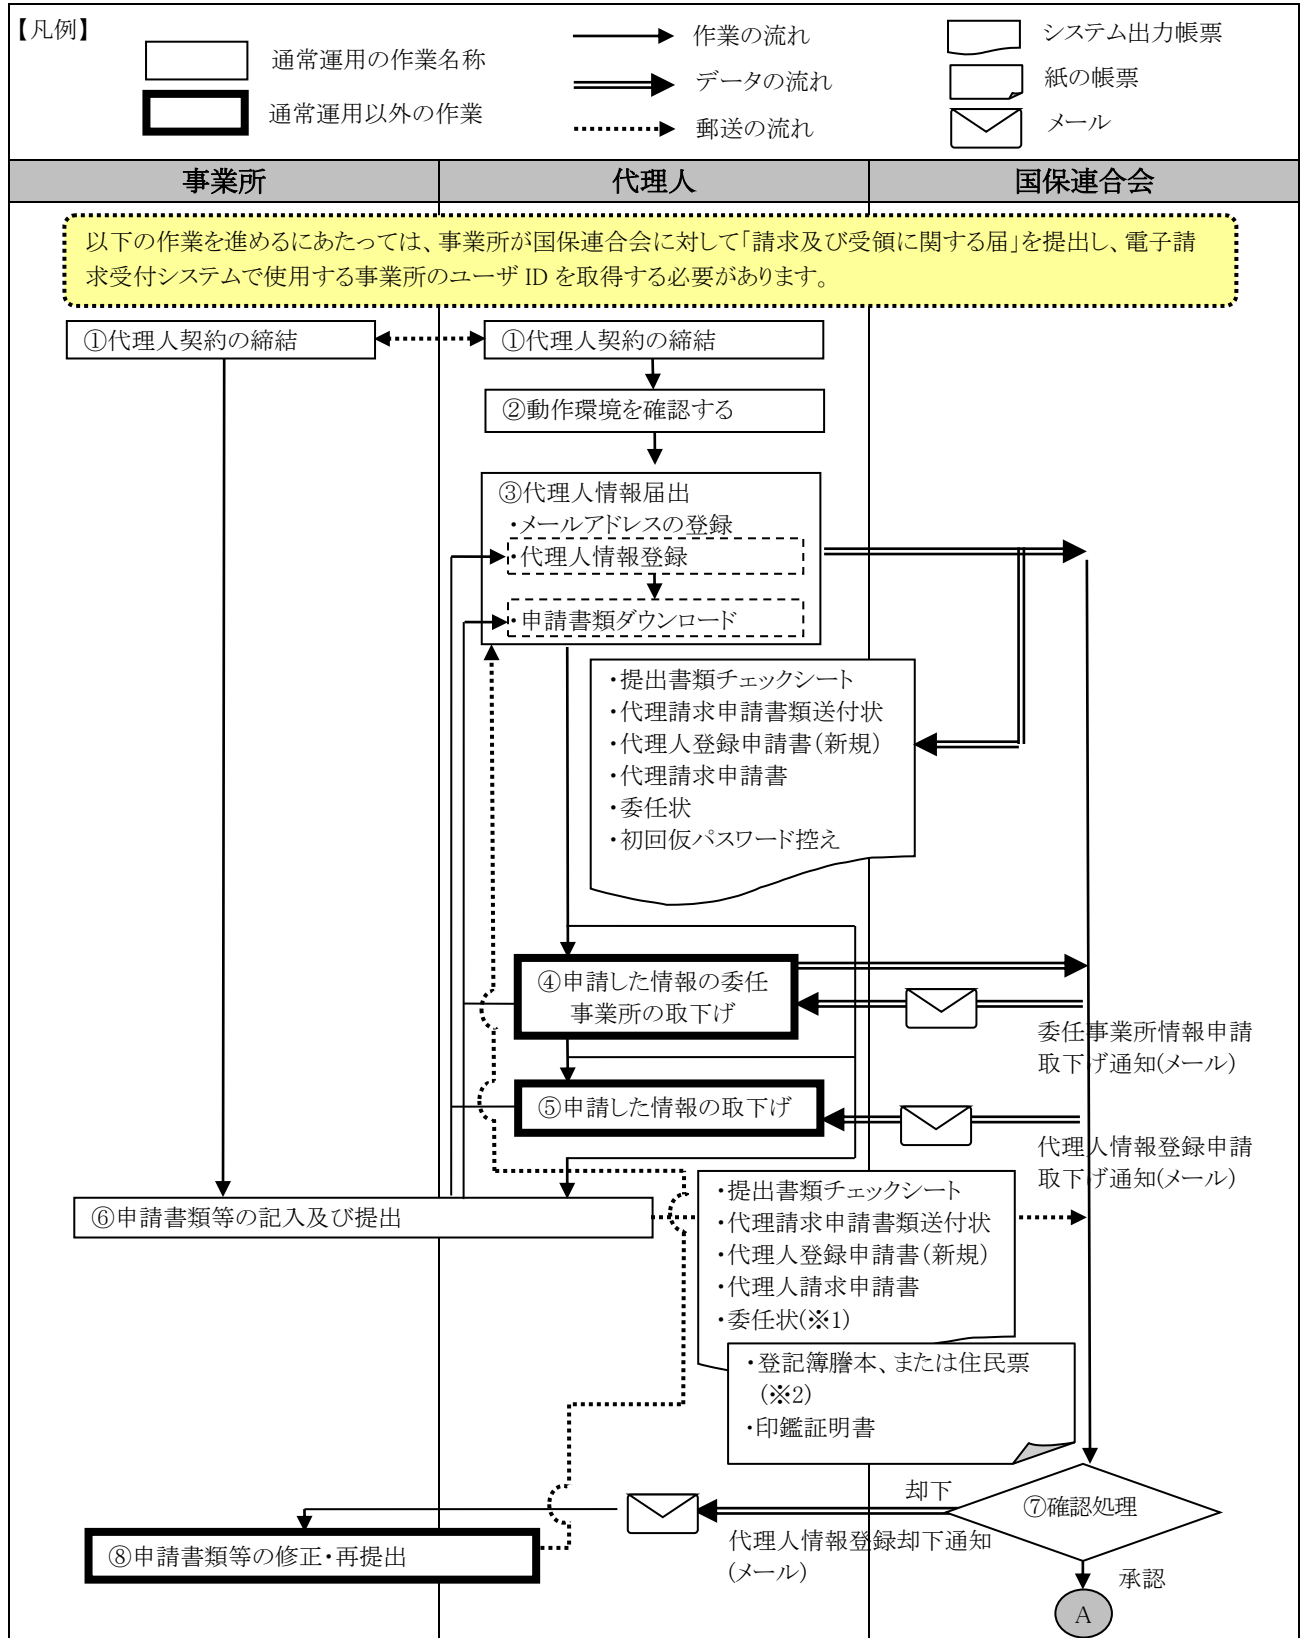 【凡例】
通常運用の作業名称
通常運用以外の作業
作業の流れ
データの流れ
郵送の流れ
システム出力帳票
紙の帳票
メール
事業所
代理人
国保連合会
以下の作業を進めるにあたっては、事業所が国保連合会に対して「請求及び受領に関する届」を提出し、電子請
求受付システムで使用する事業所のユーザ ID を取得する必要があります。
①代理人契約の締結
①代理人契約の締結
②動作環境を確認する
③代理人情報届出
・メールアドレスの登録
・代理人情報登録
・申請書類ダウンロード
・提出書類チェックシート
・代理請求申請書類送付状
・代理人登録申請書(新規)
・代理請求申請書
・委任状
・初回仮パスワード控え
④申請した情報の委任
事業所の取下げ
委任事業所情報申請
取下げ通知(メール)
⑤申請した情報の取下げ
代理人情報登録申請
取下げ通知(メール)
⑥申請書類等の記入及び提出
・提出書類チェックシート
・代理請求申請書類送付状
・代理人登録申請書(新規)
・代理人請求申請書
・委任状(※1)
・登記簿謄本、または住民票
(※2)
・印鑑証明書
却下
⑦確認処理
代理人情報登録却下通知
(メール)
⑧申請書類等の修正・再提出
承認
A